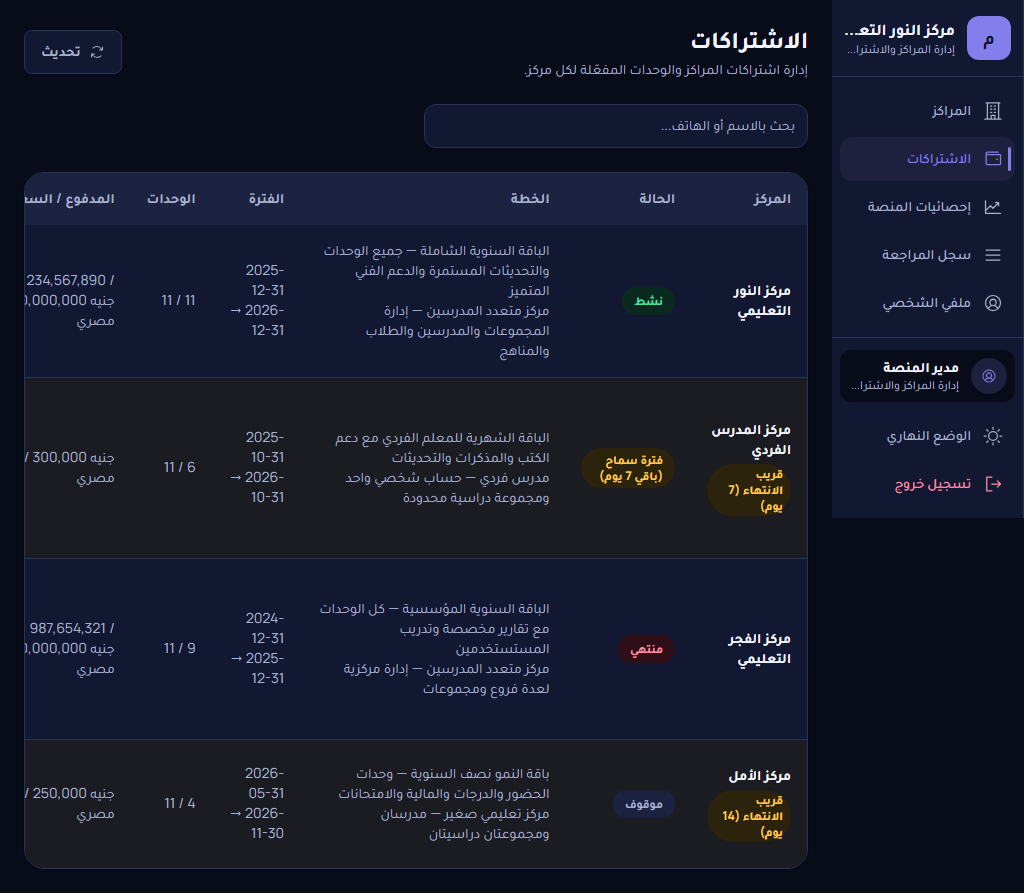 مركز النور التعـ...
إدارة المراكز والاشترا...
المراكز
الاشتراكات
إحصائيات المنصة
سجل المراجعة
ملفي الشخصي
مدير المنصة
إدارة المراكز والاشترا...
الوضع النهاري
تسجيل خروج
م
الاشتراكات
إدارة اشتراكات المراكز والوحدات المفعّلة لكل مركز.
تحديث
بحث بالاسم أو الهاتف...
المركز
الحالة
الخطة
الفترة
الوحدات
المدفوع /
مركز النور
التعليمي
نشط
الباقة السنوية الشاملة — جميع الوحدات
والتحديثات المستمرة والدعم الفني
المتميز
مركز متعدد المدرسين — إدارة
المجموعات والمدرسين والطلاب
والمناهج
2025-
12-31
→ 2026-
12-31
11 / 11
234,567,890 /
جنيه
مصري
مركز المدرس
الفردي
قريب
الانتهاء (7
يوم)
فترة سماح
(باقي 7 يوم)
الباقة الشهرية للمعلم الفردي مع دعم
الكتب والمذكرات والتحديثات
مدرس فردي — حساب شخصي واحد
ومجموعة دراسية محدودة
2025-
10-31
→ 2026-
10-31
11 / 6
/ 300,000 جنيه
مصري
مركز الفجر
التعليمي
منتهي
الباقة السنوية المؤسسية — كل الوحدات
مع تقارير مخصصة وتدريب
المستستخدمين
مركز متعدد المدرسين — إدارة مركزية
لعدة فروع ومجموعات
2024-
12-31
→ 2025-
12-31
11 / 9
987,654,321 /
جنيه
مصري
مركز الأمل
قريب
الانتهاء (14
يوم)
موقوف
باقة النمو نصف السنوية — وحدات
الحضور والدرجات والمالية والامتحانات
مركز تعليمي صغير — مدرسان
ومجموعتان دراسيتان
2026-
05-31
→ 2026-
11-30
11 / 4
/ 250,000 جنيه
مصري